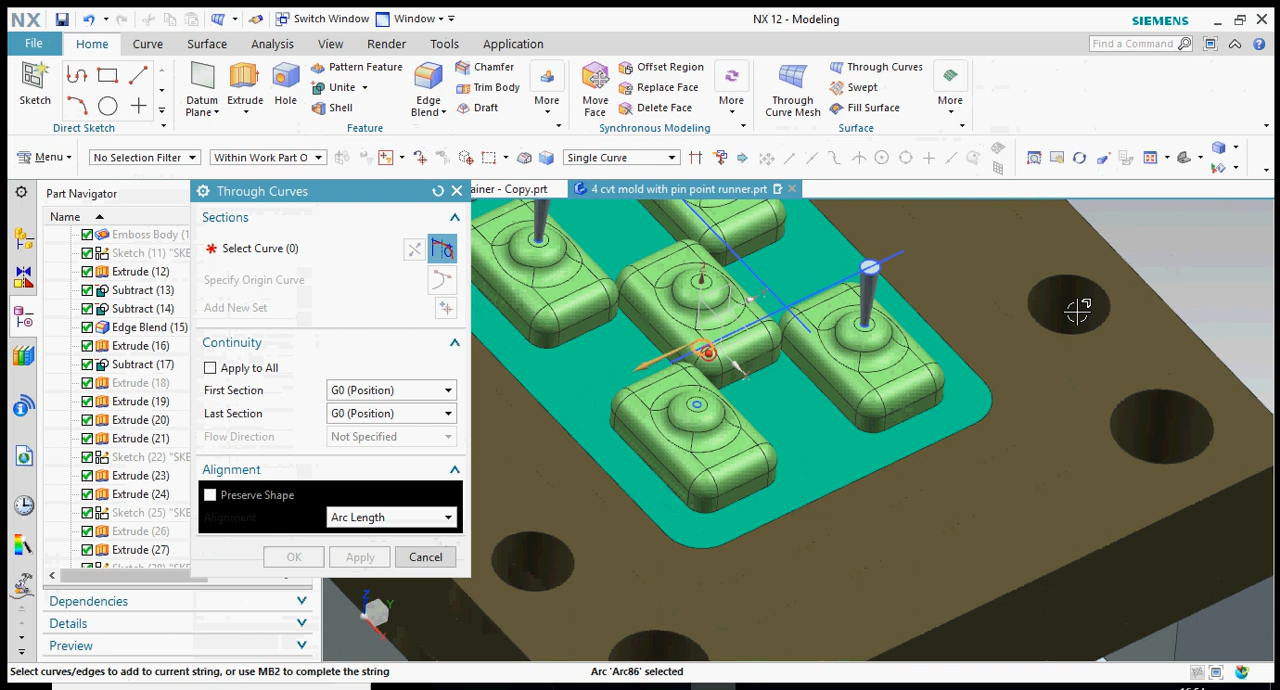 NX
Switch Window
Window
NX 12 - Modeling
SIEMENS
File
Home
Curve
Surface
Analysis
View
Render
Tools
Application
Find a Command
Sketch
Direct Sketch
Datum Plane
Extrude
Hole
Pattern Feature
Unite
Shell
Edge Blend
Chamfer
Trim Body
Draft
More
Feature
Move Face
Offset Region
Replace Face
Delete Face
More
Synchronous Modeling
Through Curve Mesh
Through Curves
Swept
Fill Surface
More
Surface
Menu
No Selection Filter
Within Work Part O
Single Curve
Part Navigator
Name
Emboss Body (1
Sketch (11) "SKE
Extrude (12)
Subtract (13)
Subtract (14)
Edge Blend (15)
Extrude (16)
Subtract (17)
Extrude (18)
Extrude (19)
Extrude (20)
Extrude (21)
Sketch (22) "SKE
Extrude (23)
Extrude (24)
Sketch (25) "SKE
Extrude (26)
Extrude (27)
Dependencies
Details
Preview
Through Curves
Sections
* Select Curve (0)
Specify Origin Curve
Add New Set
Continuity
Apply to All
First Section G0 (Position)
Last Section G0 (Position)
Flow Direction Not Specified
Alignment
Preserve Shape
Alignment Arc Length
OK Apply Cancel
ainer - Copy.prt
4 cvt mold with pin point runner.prt
Z
Y
X
Select curves/edges to add to current string, or use MB2 to complete the string
Arc 'Arc86' selected